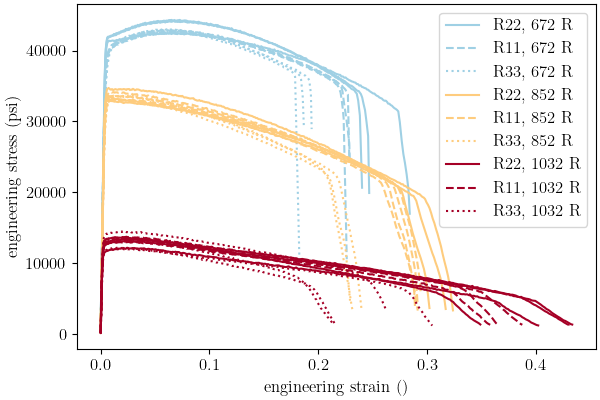 R22, 672 R
R11, 672 R
R33, 672 R
R22, 852 R
R11, 852 R
R33, 852 R
R22, 1032 R
R11, 1032 R
R33, 1032 R
40000
30000
20000
10000
0
engineering stress (psi)
0.0 0.1 0.2 0.3 0.4
engineering strain ()